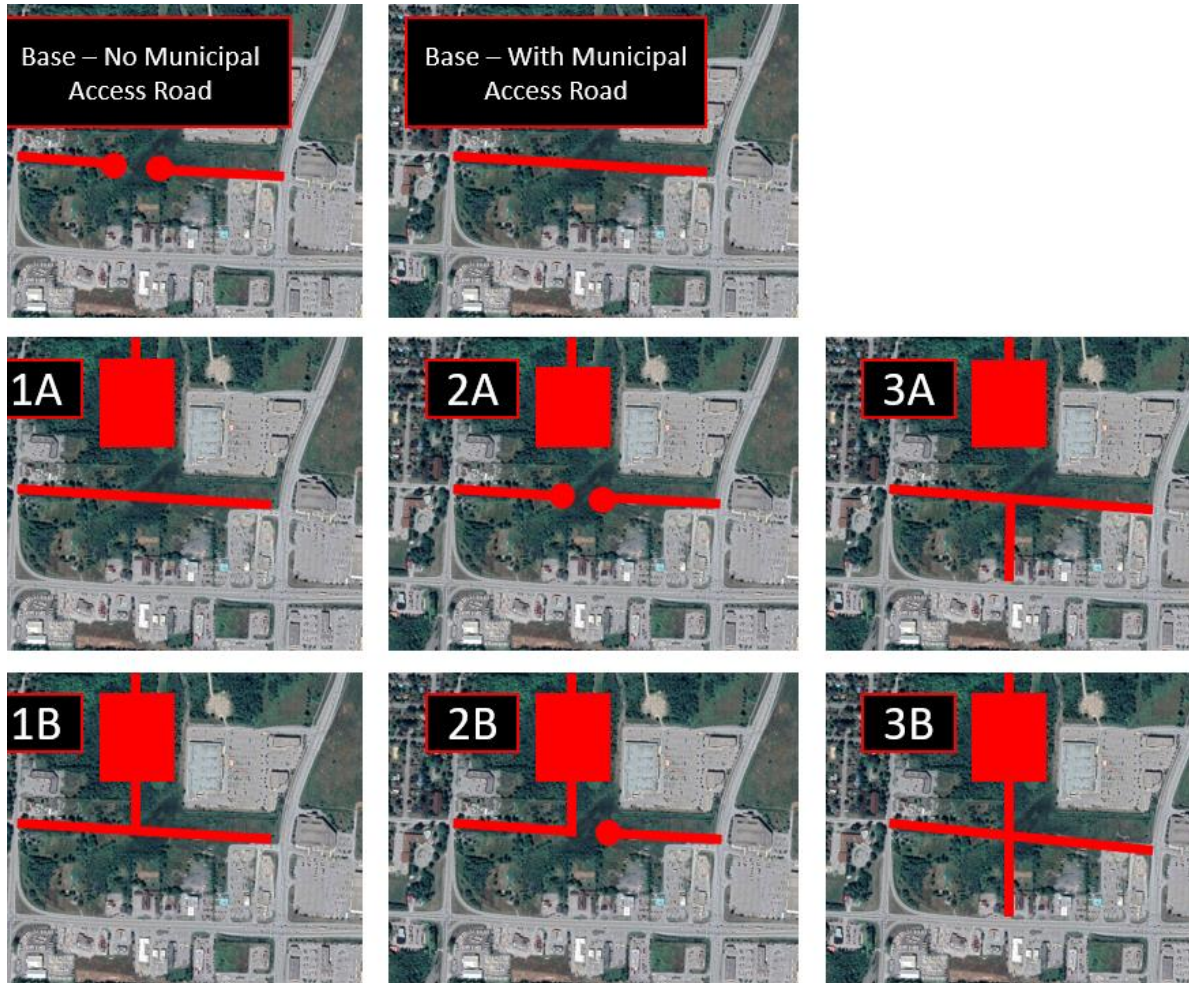 Base – No Municipal
Access Road
Base – With Municipal
Access Road
1A
2A
3A
1B
2B
3B